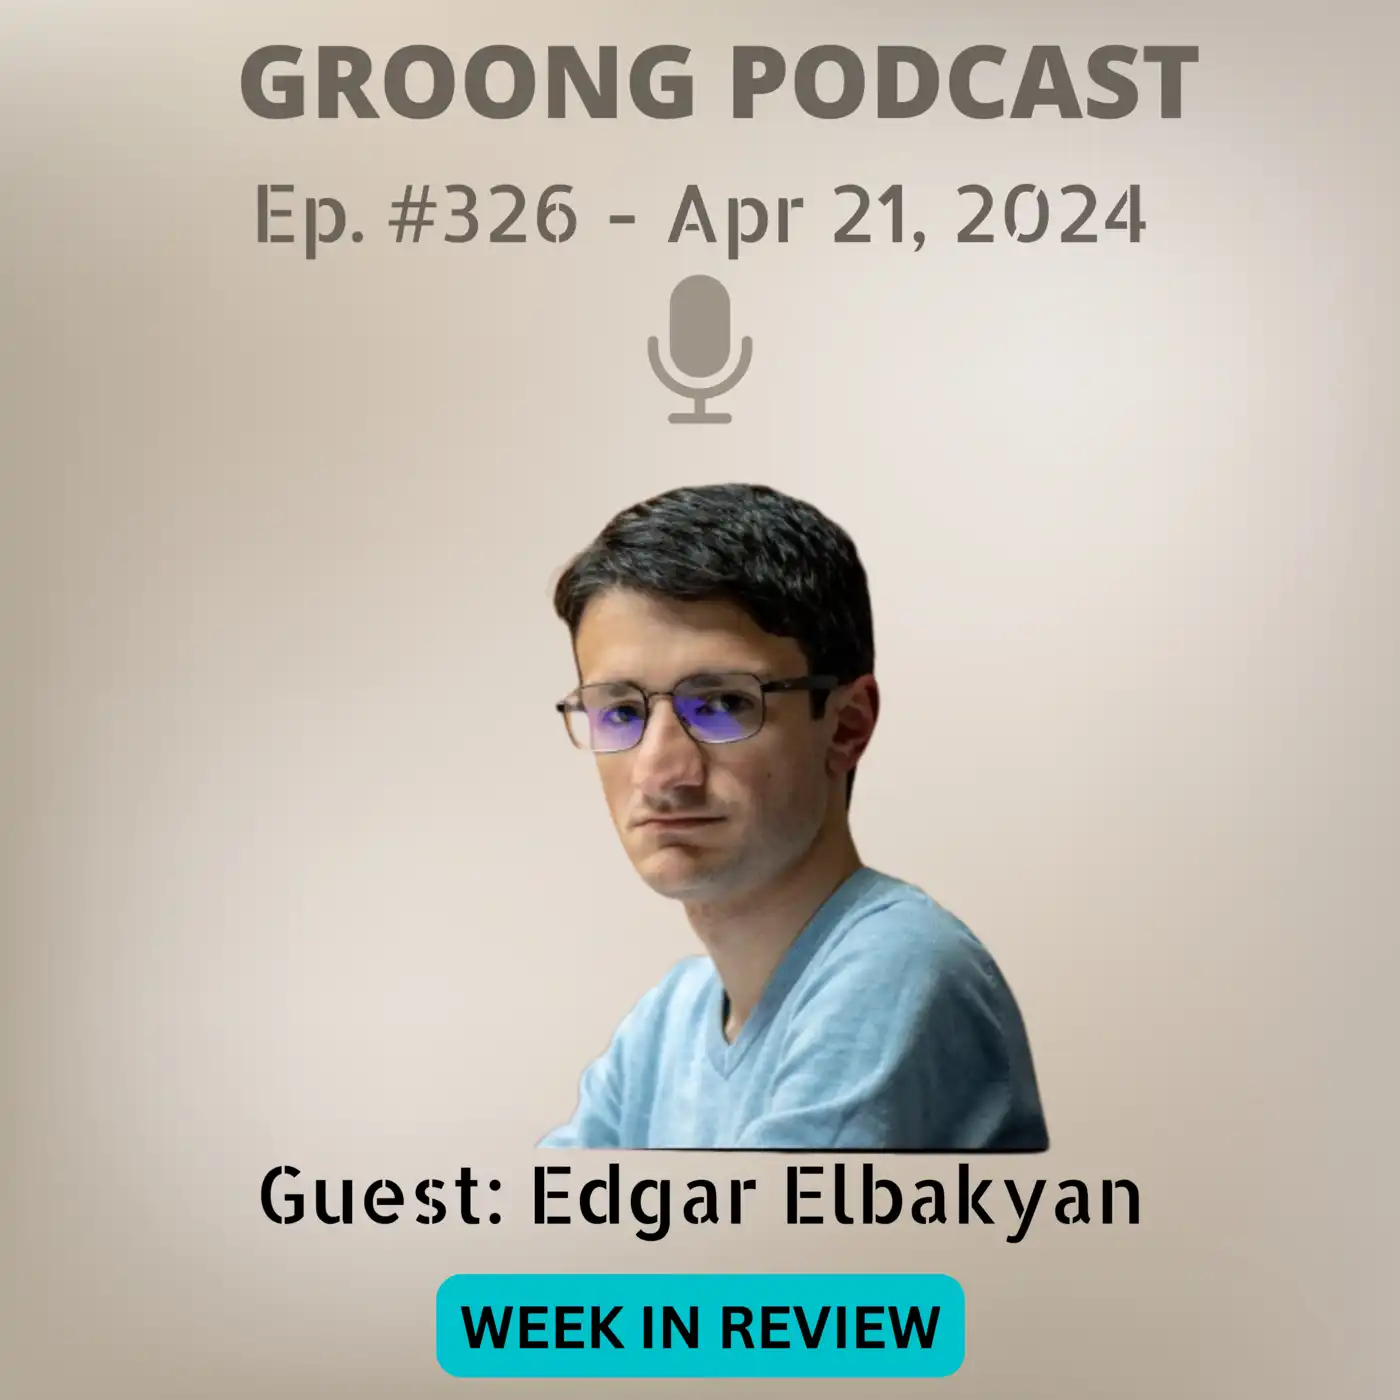 GROONG PODCAST
Ep. #326 - Apr 21, 2024
Guest: Edgar Elbakyan
WEEK IN REVIEW